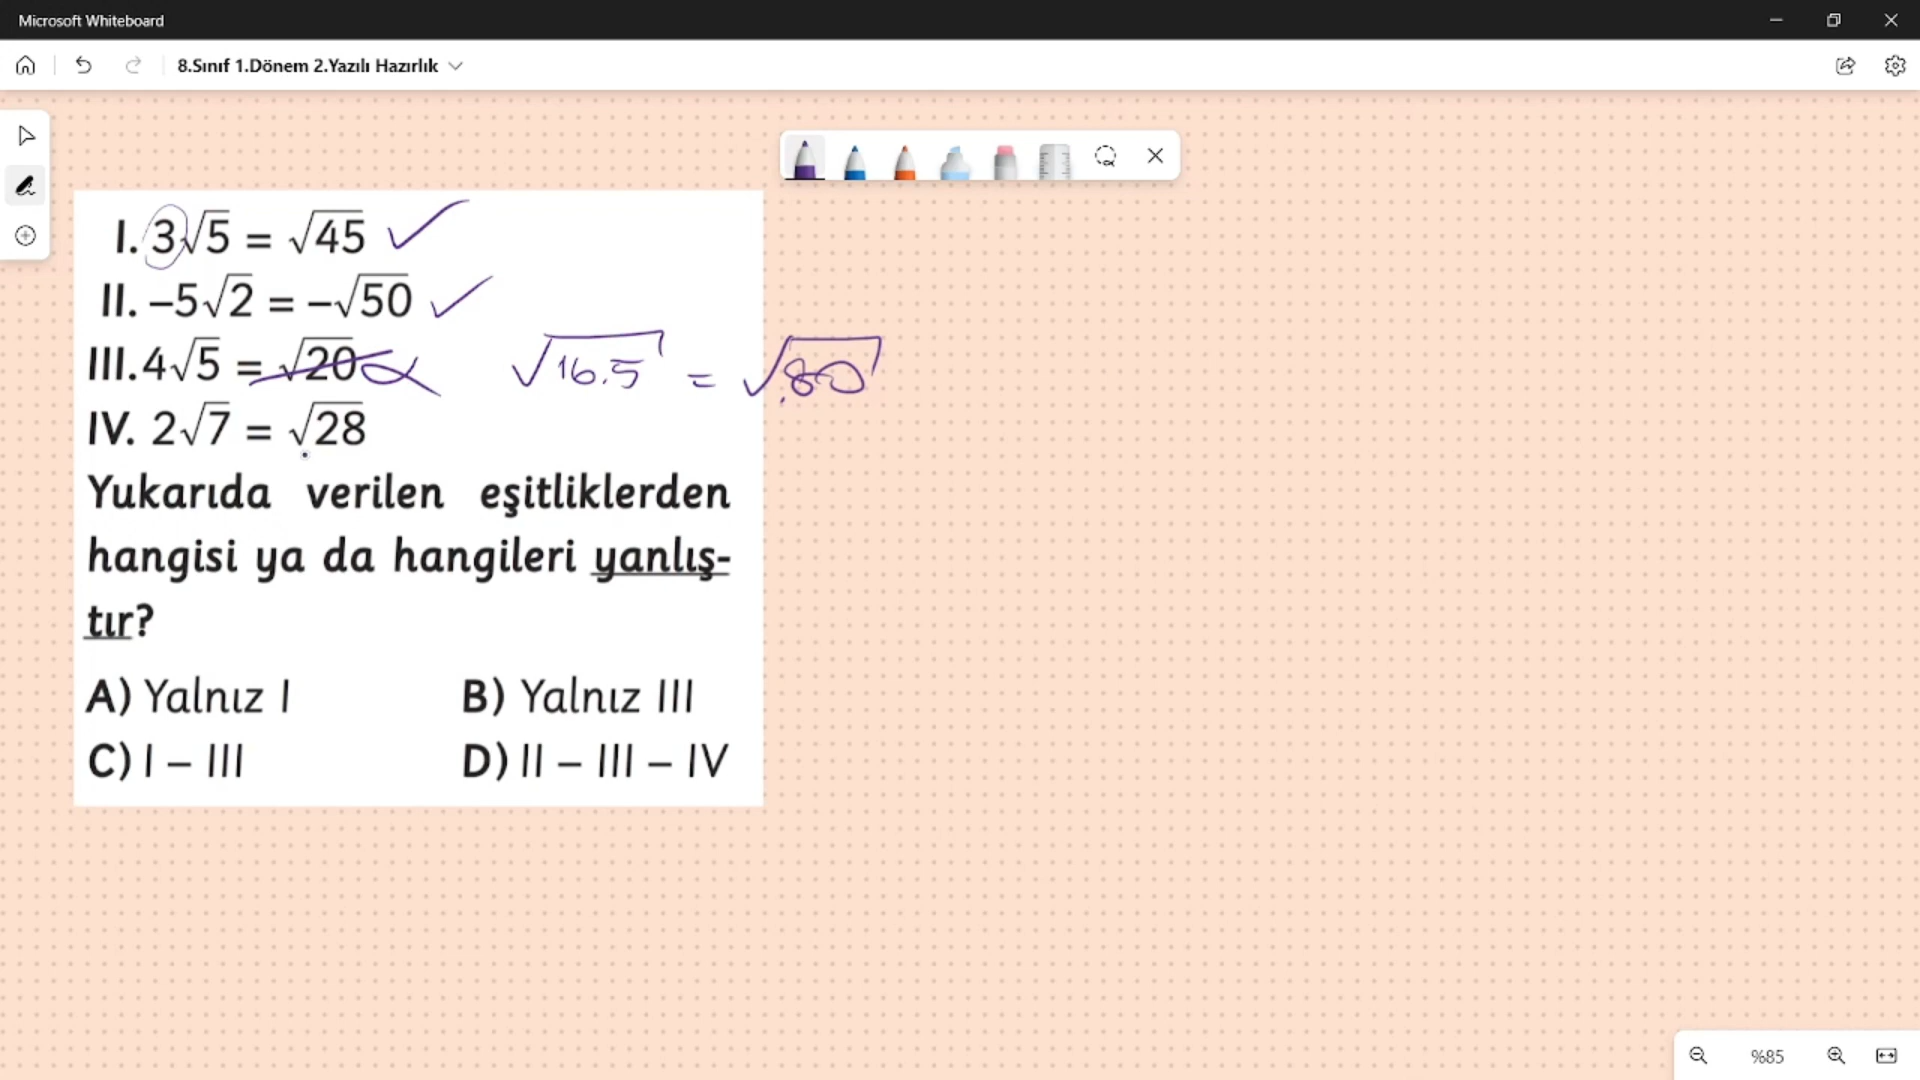 Microsoft Whiteboard
8.Sınıf 1.Dönem 2.Yazılı Hazırlık
I. 3√5 = √45 ✓
II. –5√2 = –√50 ✓
III. 4√5 = √20 √16.5 = √80
IV. 2√7 = √28
Yukarıda verilen eşitliklerden
hangisi ya da hangileri yanlış-
tır?
A) Yalnız I B) Yalnız III
C) I – III D) II – III – IV
%85